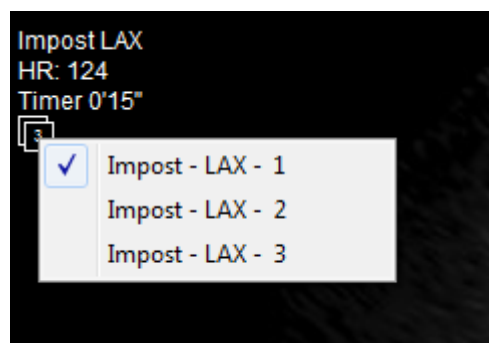 Impost LAX
HR: 124
Timer 0'15"
3
Impost - LAX - 1
Impost - LAX - 2
Impost - LAX - 3